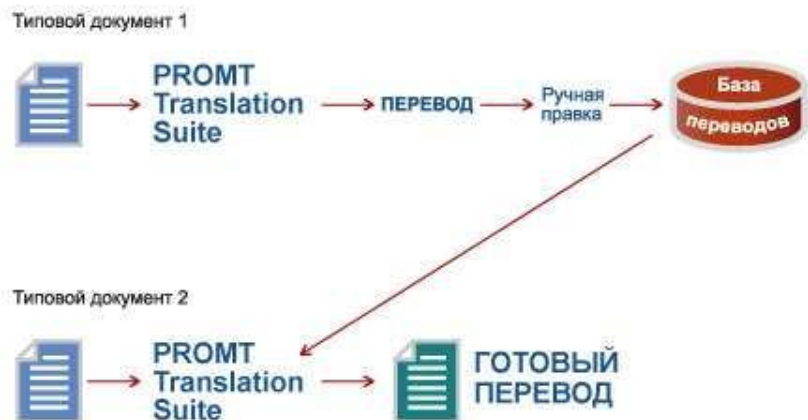 Типовой документ 1
PROMT
Translation
Suite
ПЕРЕВОД
Ручная
правка
База
переводов
Типовой документ 2
PROMT
Translation
Suite
ГОТОВЫЙ
ПЕРЕВОД